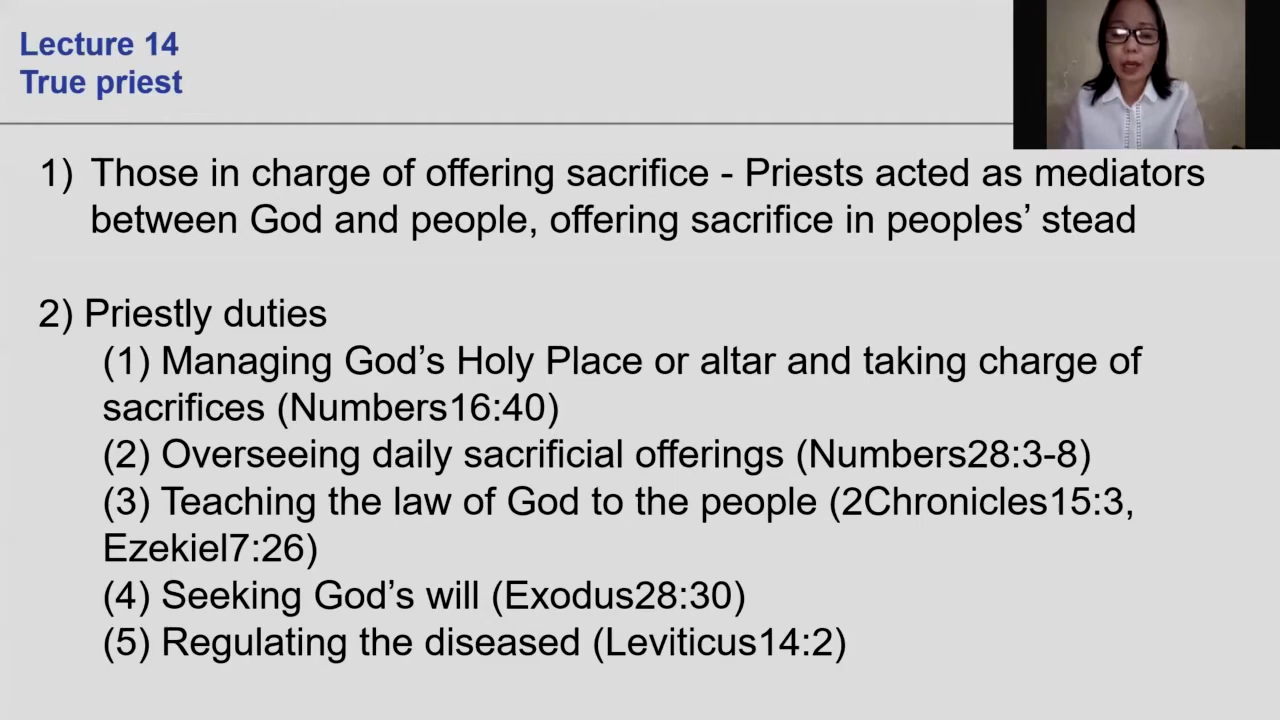 Lecture 14
True priest
1) Those in charge of offering sacrifice - Priests acted as mediators
between God and people, offering sacrifice in peoples’ stead
2) Priestly duties
(1) Managing God’s Holy Place or altar and taking charge of
sacrifices (Numbers16:40)
(2) Overseeing daily sacrificial offerings (Numbers28:3-8)
(3) Teaching the law of God to the people (2Chronicles15:3,
Ezekiel7:26)
(4) Seeking God’s will (Exodus28:30)
(5) Regulating the diseased (Leviticus14:2)